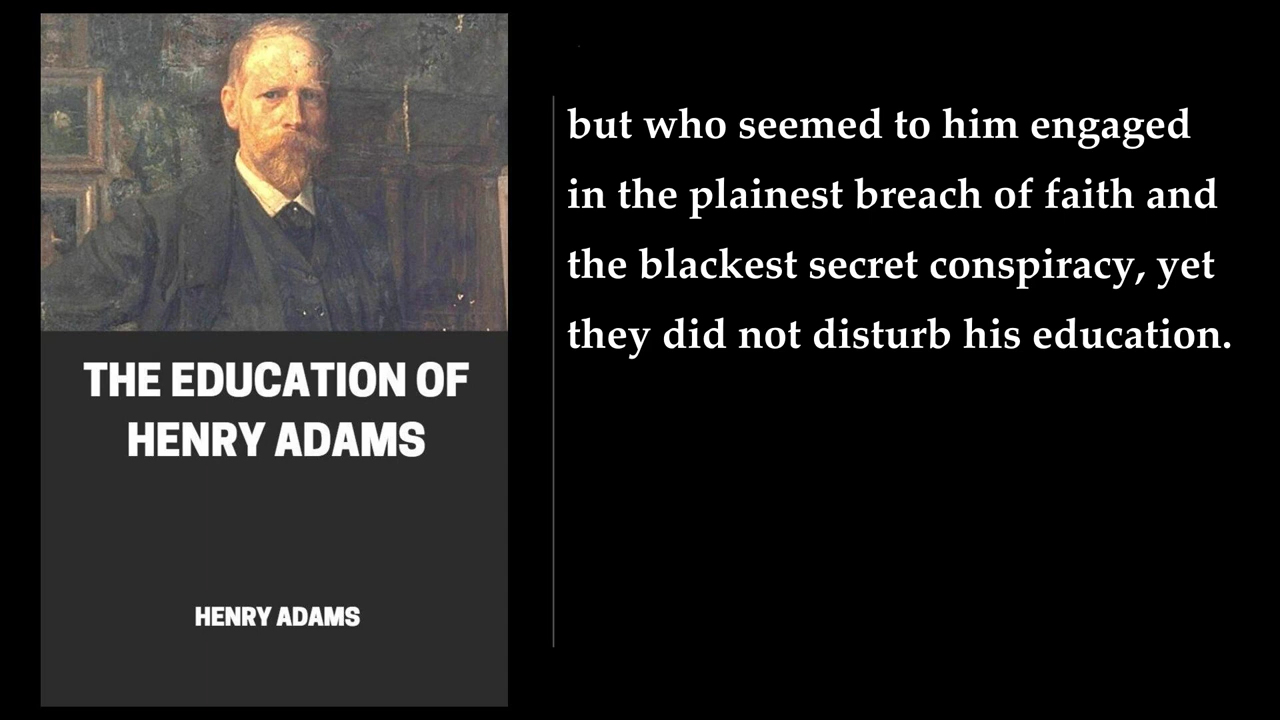 THE EDUCATION OF
HENRY ADAMS
HENRY ADAMS
but who seemed to him engaged
in the plainest breach of faith and
the blackest secret conspiracy, yet
they did not disturb his education.